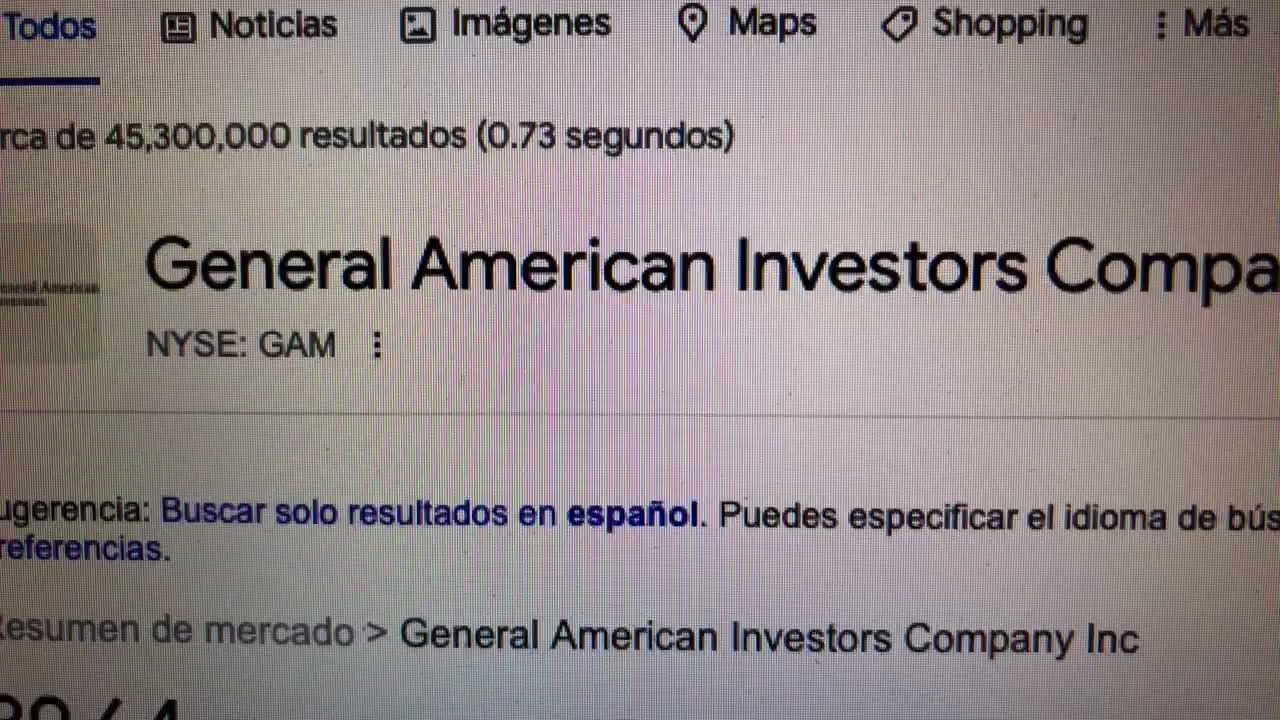 Todos Noticias Imágenes Maps Shopping Más
rca de 45,300,000 resultados (0.73 segundos)
General American Investors Compa
NYSE: GAM
ugerencia: Buscar solo resultados en español. Puedes especificar el idioma de bús
referencias.
Resumen de mercado > General American Investors Company Inc